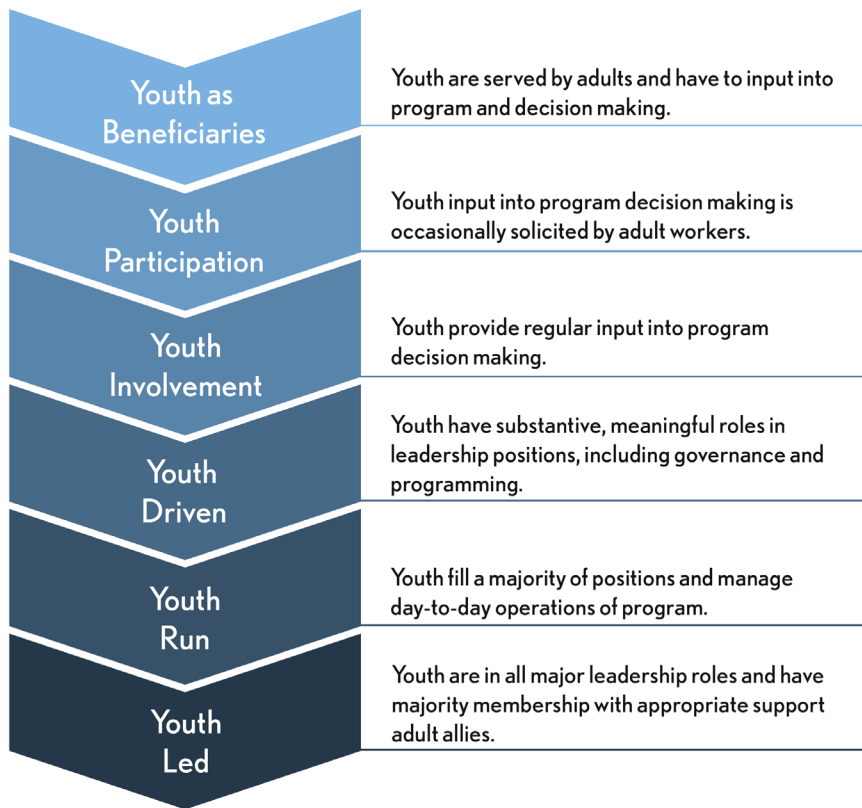 Youth as
Beneficiaries
Youth are served by adults and have to input into
program and decision making.
Youth
Participation
Youth input into program decision making is
occasionally solicited by adult workers.
Youth
Involvement
Youth provide regular input into program
decision making.
Youth
Driven
Youth have substantive, meaningful roles in
leadership positions, including governance and
programming.
Youth
Run
Youth fill a majority of positions and manage
day-to-day operations of program.
Youth
Led
Youth are in all major leadership roles and have
majority membership with appropriate support
adult allies.